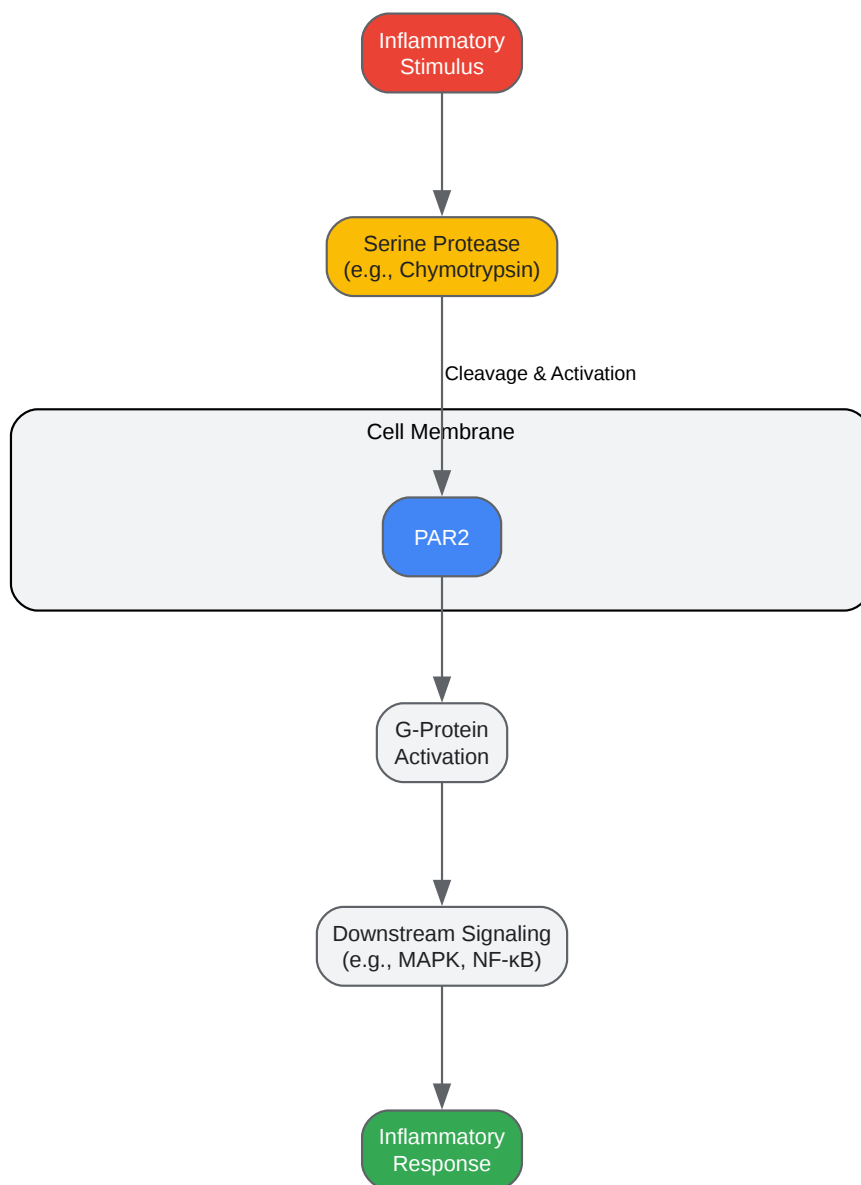 Inflammatory
Stimulus
Serine Protease
(e.g., Chymotrypsin)
Cleavage & Activation
Cell Membrane
PAR2
G-Protein
Activation
Downstream Signaling
(e.g., MAPK, NF-κB)
Inflammatory
Response